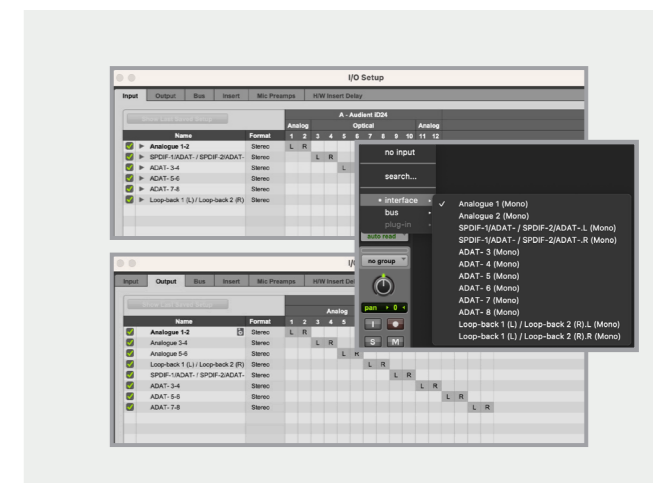 I/O Setup
Input Output Bus Insert Mic Preamps H/W Insert Delay
Show Last Saved Setup
A - Audient iD24
Analog Optical Analog
Name Format 1 2 3 4 5 6 7 8 9 10 11 12
Analogue 1-2 Stereo L R
SPDIF-1/ADAT- / SPDIF-2/ADAT- Stereo L R
ADAT- 3-4 Stereo L
ADAT- 5-6 Stereo
ADAT- 7-8 Stereo
Loop-back 1 (L) / Loop-back 2 (R) Stereo
no input
search...
interface
bus
plug-in
auto read
no group
pan 0
I
S M
Analogue 1 (Mono)
Analogue 2 (Mono)
SPDIF-1/ADAT- / SPDIF-2/ADAT-.L (Mono)
SPDIF-1/ADAT- / SPDIF-2/ADAT-.R (Mono)
ADAT- 3 (Mono)
ADAT- 4 (Mono)
ADAT- 5 (Mono)
ADAT- 6 (Mono)
ADAT- 7 (Mono)
ADAT- 8 (Mono)
Loop-back 1 (L) / Loop-back 2 (R).L (Mono)
Loop-back 1 (L) / Loop-back 2 (R).R (Mono)
Input Output Bus Insert Mic Preamps H/W Insert Del
Analog
Name Format 1 2 3 4 5
Analogue 1-2 Stereo L R
Analogue 3-4 Stereo L R
Analogue 5-6 Stereo L R
Loop-back 1 (L) / Loop-back 2 (R) Stereo L R
SPDIF-1/ADAT- / SPDIF-2/ADAT- Stereo L R
ADAT- 3-4 Stereo L R
ADAT- 5-6 Stereo L R
ADAT- 7-8 Stereo L R